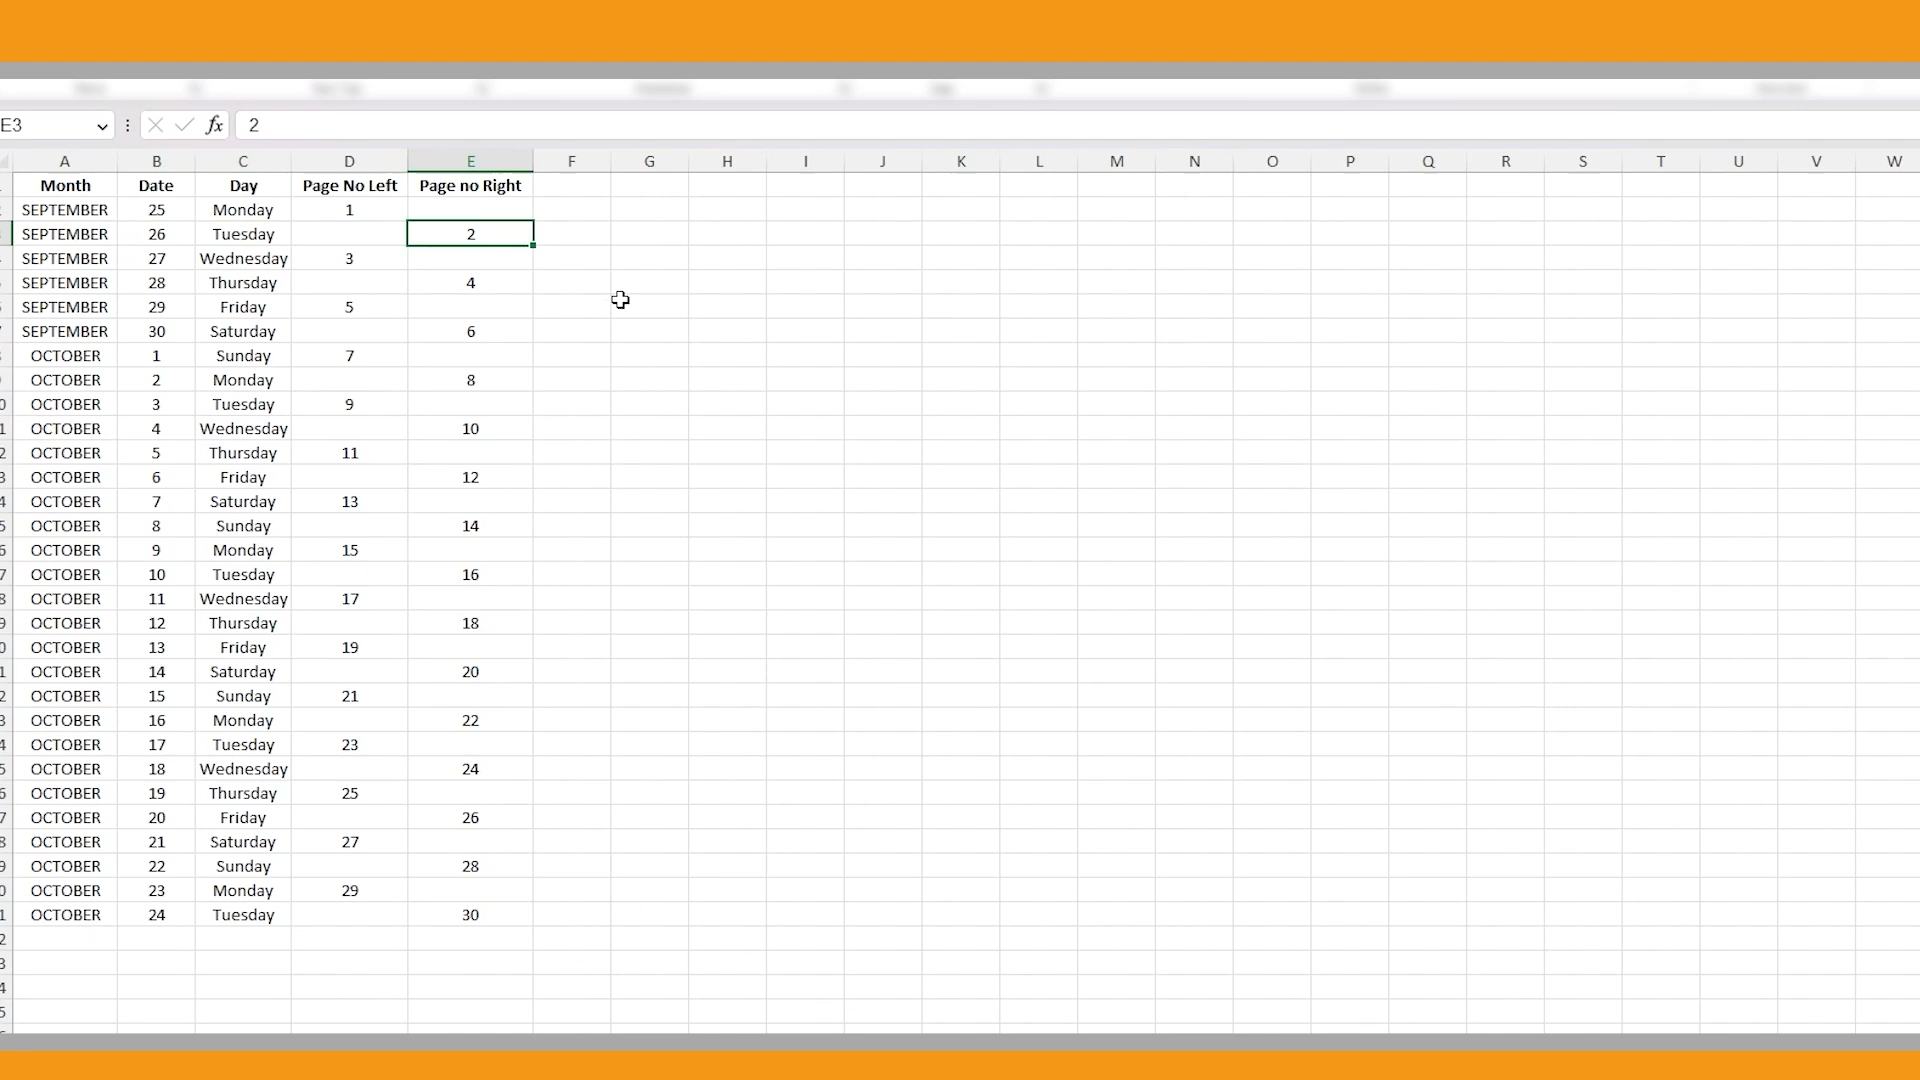 E3 fx 2
A B C D E F G H I J K L M N O P Q R S T U V W
Month Date Day Page No Left Page no Right
SEPTEMBER 25 Monday 1
SEPTEMBER 26 Tuesday 2
SEPTEMBER 27 Wednesday 3
SEPTEMBER 28 Thursday 4
SEPTEMBER 29 Friday 5
SEPTEMBER 30 Saturday 6
OCTOBER 1 Sunday 7
OCTOBER 2 Monday 8
OCTOBER 3 Tuesday 9
OCTOBER 4 Wednesday 10
OCTOBER 5 Thursday 11
OCTOBER 6 Friday 12
OCTOBER 7 Saturday 13
OCTOBER 8 Sunday 14
OCTOBER 9 Monday 15
OCTOBER 10 Tuesday 16
OCTOBER 11 Wednesday 17
OCTOBER 12 Thursday 18
OCTOBER 13 Friday 19
OCTOBER 14 Saturday 20
OCTOBER 15 Sunday 21
OCTOBER 16 Monday 22
OCTOBER 17 Tuesday 23
OCTOBER 18 Wednesday 24
OCTOBER 19 Thursday 25
OCTOBER 20 Friday 26
OCTOBER 21 Saturday 27
OCTOBER 22 Sunday 28
OCTOBER 23 Monday 29
OCTOBER 24 Tuesday 30